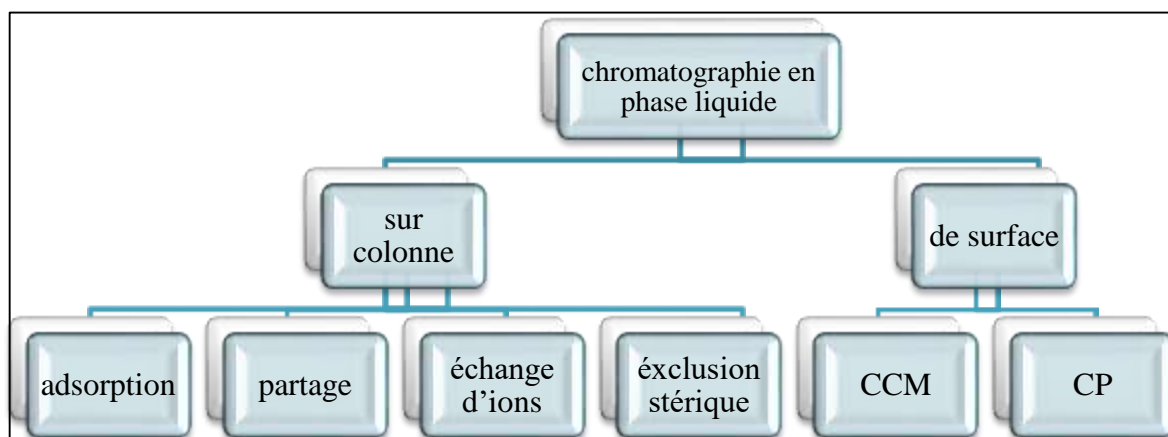 chromatographie en
phase liquide
sur
colonne
de surface
adsorption
partage
échange
d’ions
éxclusion
stérique
CCM
CP